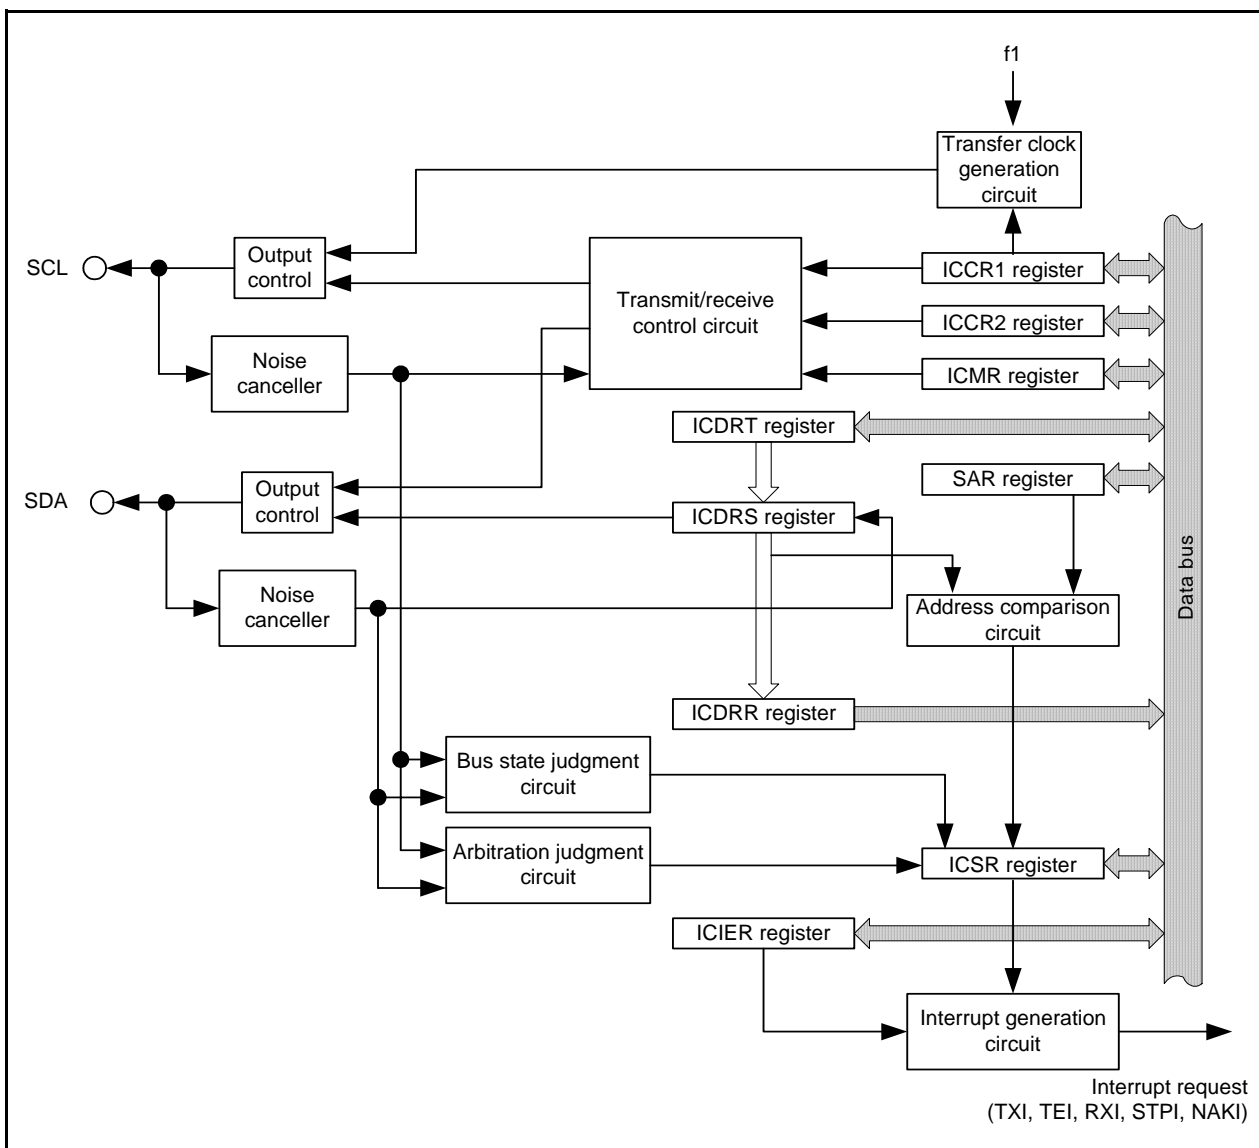 f1
Transfer clock
generation
circuit
SCL
Output
control
Transmit/receive
control circuit
ICCR1 register
ICCR2 register
Noise
canceller
ICMR register
ICDRT register
SDA
Output
control
SAR register
ICDRS register
Data bus
Noise
canceller
Address comparison
circuit
ICDRR register
Bus state judgment
circuit
Arbitration judgment
circuit
ICSR register
ICIER register
Interrupt generation
circuit
Interrupt request
(TXI, TEI, RXI, STPI, NAKI)